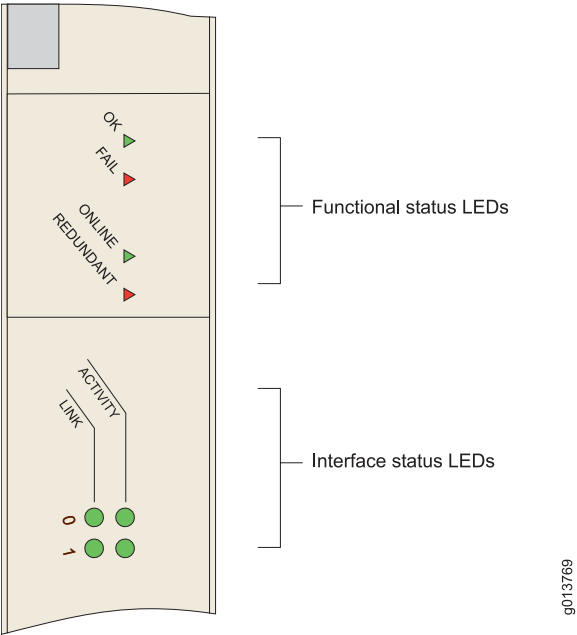 OK
FAIL
ONLINE
REDUNDANT
Functional status LEDs
ACTIVITY
LINK
Interface status LEDs
0
1
g013769